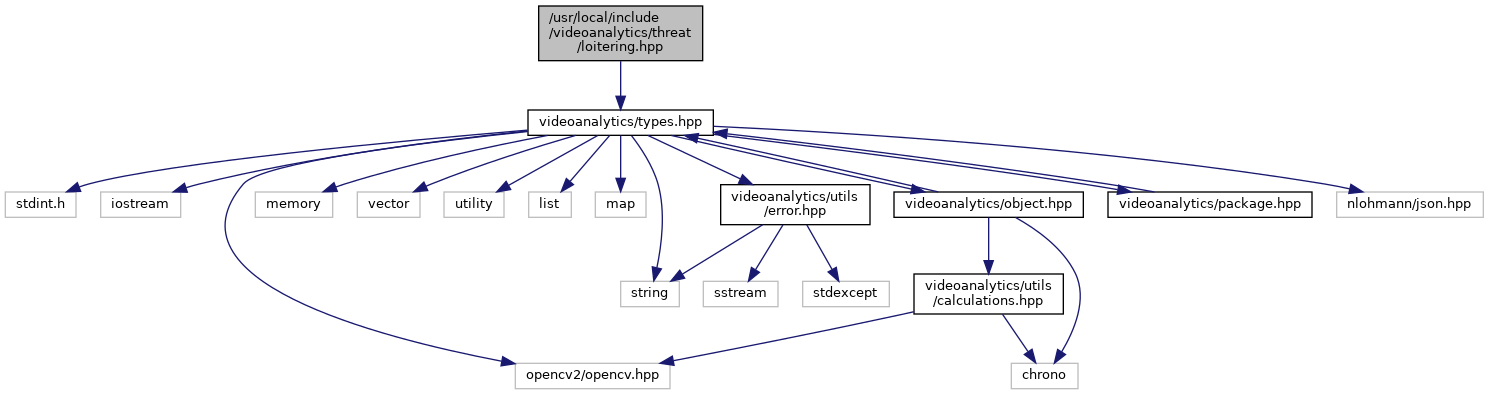 /usr/local/include
/videoanalytics/threat
/loitering.hpp
videoanalytics/types.hpp
stdint.h
iostream
memory
vector
utility
list
map
videoanalytics/utils
/error.hpp
videoanalytics/object.hpp
videoanalytics/package.hpp
nlohmann/json.hpp
string
sstream
stdexcept
videoanalytics/utils
/calculations.hpp
opencv2/opencv.hpp
chrono